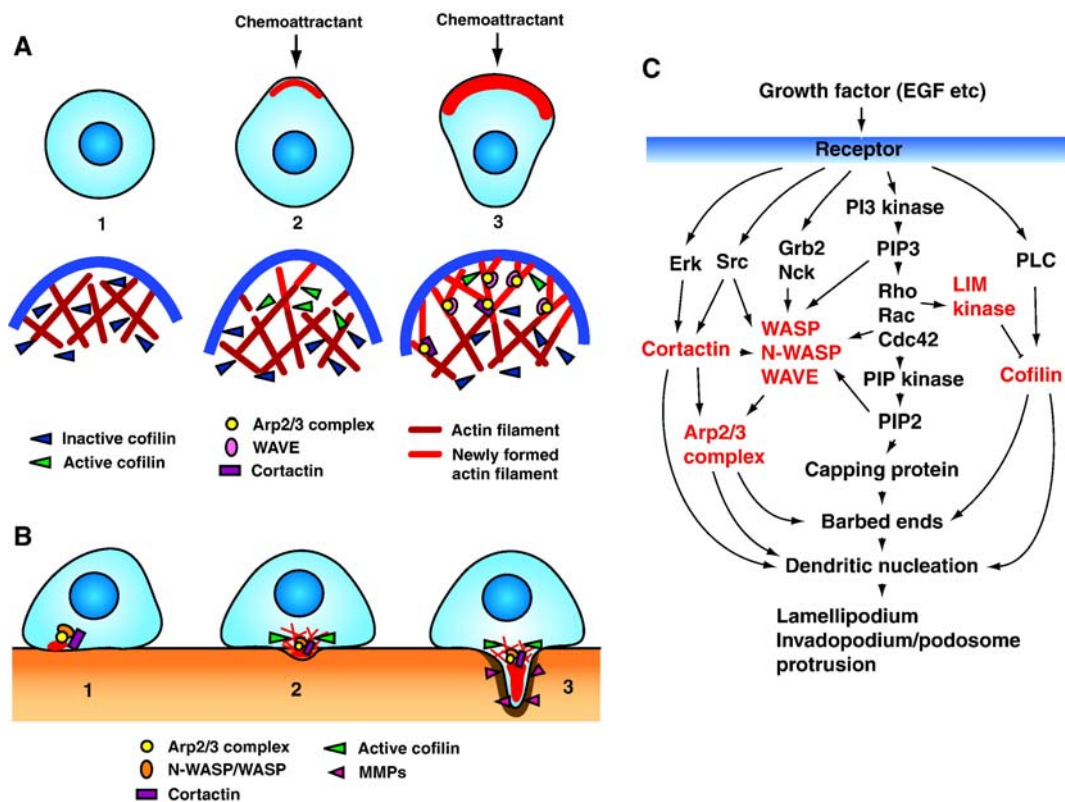 A
Chemoattractant
Chemoattractant
1
2
3
Inactive cofilin
Active cofilin
Arp2/3 complex
WAVE
Cortactin
Actin filament
Newly formed
actin filament
B
1
2
3
Arp2/3 complex
N-WASP/WASP
Cortactin
Active cofilin
MMPs
C
Growth factor (EGF etc)
Receptor
PI3 kinase
Erk
Src
Grb2
Nck
PIP3
PLC
Rho
Rac
Cdc42
LIM
kinase
Cortactin
WASP
N-WASP
WAVE
Cofilin
PIP kinase
PIP2
Arp2/3
complex
Capping protein
Barbed ends
Dendritic nucleation
Lamellipodium
Invadopodium/podosome
protrusion